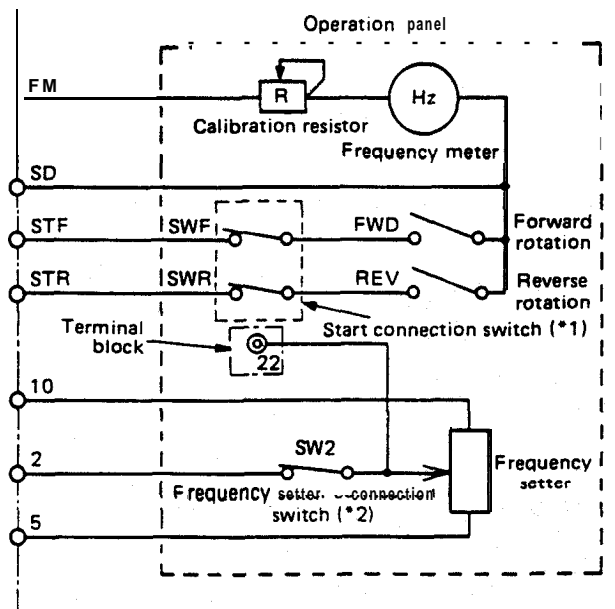 Operation panel
FM
R
Hz
Calibration resistor
Frequency meter
SD
STF
SWF
FWD
Forward
rotation
STR
SWR
REV
Reverse
rotation
Start connection switch (*1)
Terminal
block
22
10
2
SW2
Frequency
setter
Frequency setter connection
switch (*2)
5